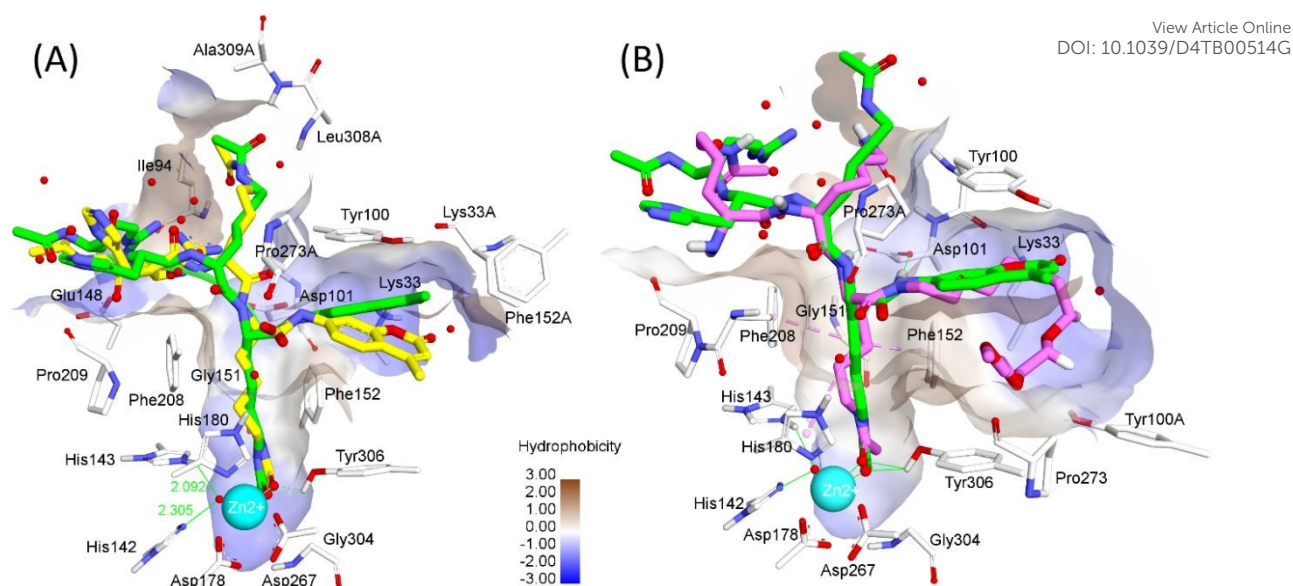 View Article Online
DOI: 10.1039/D4TB00514G
(A)
Ala309A
Leu308A
Ile94
Tyr100
Lys33A
Pro273A
Lys33
Glu148
Asp101
Phe152A
Pro209
Phe208
Gly151
Phe152
His180
His143
Tyr306
2.092
Zn2+
2.305
His142
Gly304
Asp178
Asp267
Hydrophobicity
3.00
2.00
1.00
0.00
-1.00
-2.00
-3.00
(B)
Tyr100
Pro273A
Asp101
Lys33
Gly151
Pro209
Phe208
Phe152
His143
His180
Tyr100A
Zn2+
Tyr306
Pro273
His142
Asp178
Gly304
Asp267